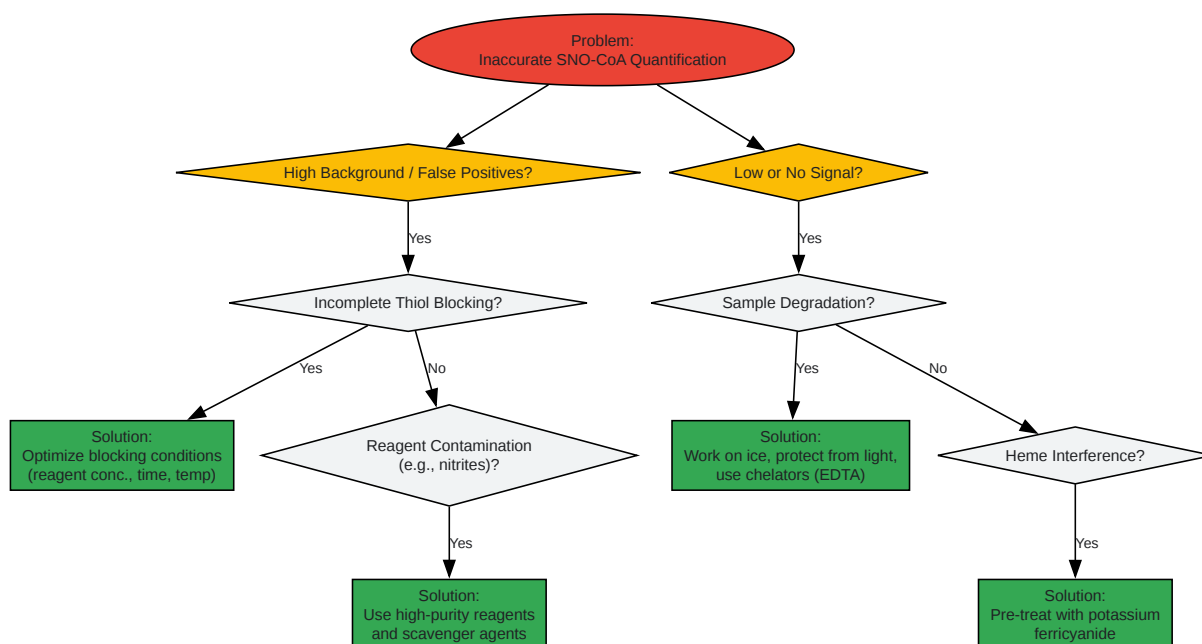 Problem:
Inaccurate SNO-CoA Quantification
High Background / False Positives?
Low or No Signal?
Yes
Yes
Incomplete Thiol Blocking?
Sample Degradation?
Yes
No
Yes
No
Solution:
Optimize blocking conditions
(reagent conc., time, temp)
Reagent Contamination
(e.g., nitrites)?
Solution:
Work on ice, protect from light,
use chelators (EDTA)
Heme Interference?
Yes
Yes
Solution:
Use high-purity reagents
and scavenger agents
Solution:
Pre-treat with potassium
ferricyanide